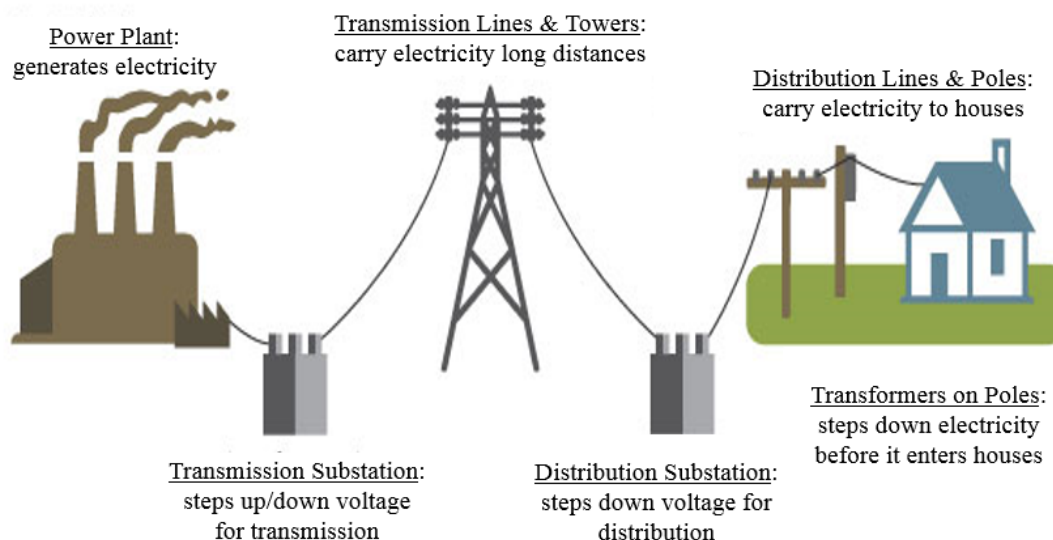 Power Plant:
generates electricity
Transmission Lines & Towers:
carry electricity long distances
Distribution Lines & Poles:
carry electricity to houses
Transmission Substation:
steps up/down voltage
for transmission
Distribution Substation:
steps down voltage for
distribution
Transformers on Poles:
steps down electricity
before it enters houses